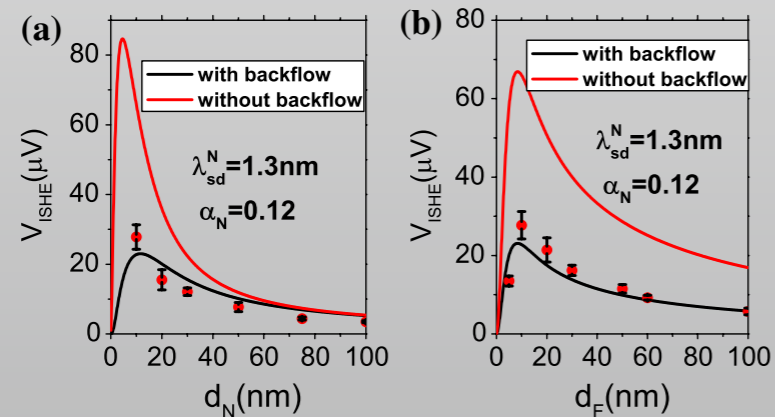 (a)
80
60
40
20
0
V_ISHE(μV)
with backflow
without backflow
λ_sd^N=1.3nm
α_N=0.12
0 20 40 60 80 100
d_N(nm)
(b)
80
60
40
20
0
V_ISHE(μV)
with backflow
without backflow
λ_sd^N=1.3nm
α_N=0.12
0 20 40 60 80 100
d_F(nm)